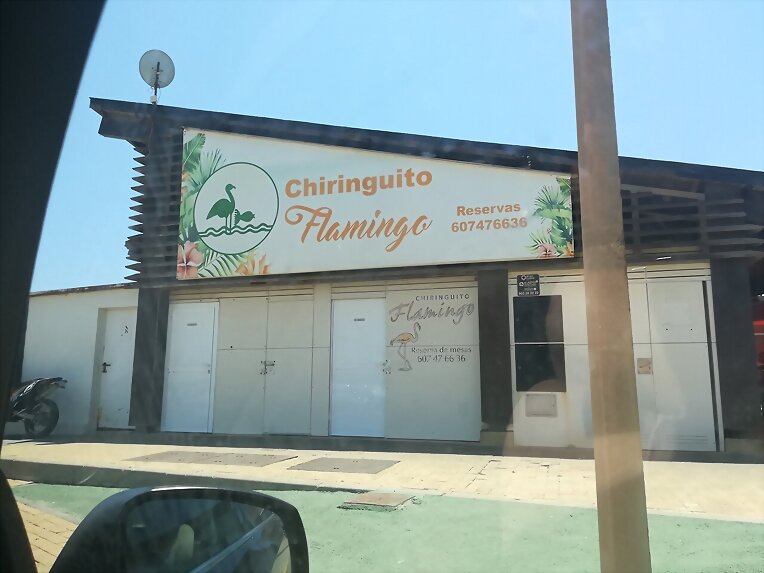 Chiringuito
Flamingo
Reservas
607476636
CHIRINGUITO
Flamingo
Reserva de mesas
607 47 66 36